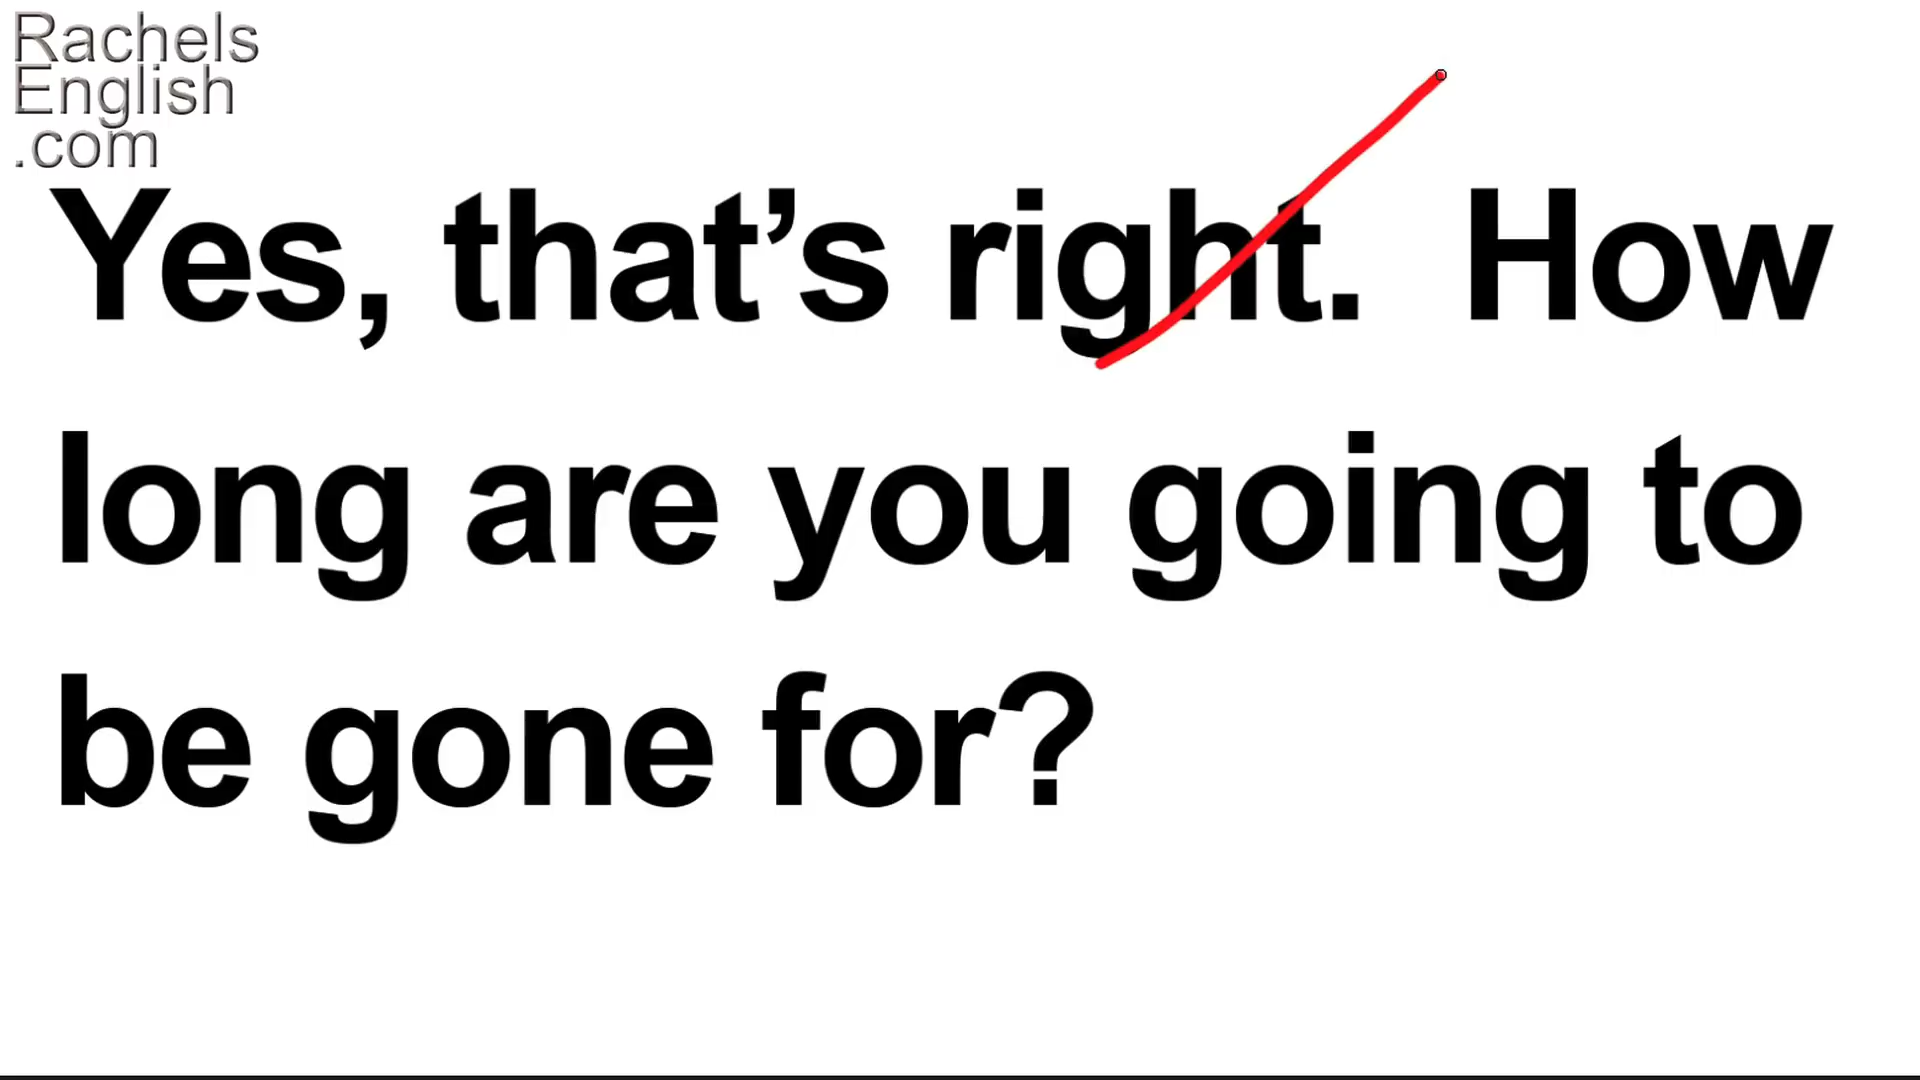 Rachels
English
.com
Yes, that’s right. How
long are you going to
be gone for?